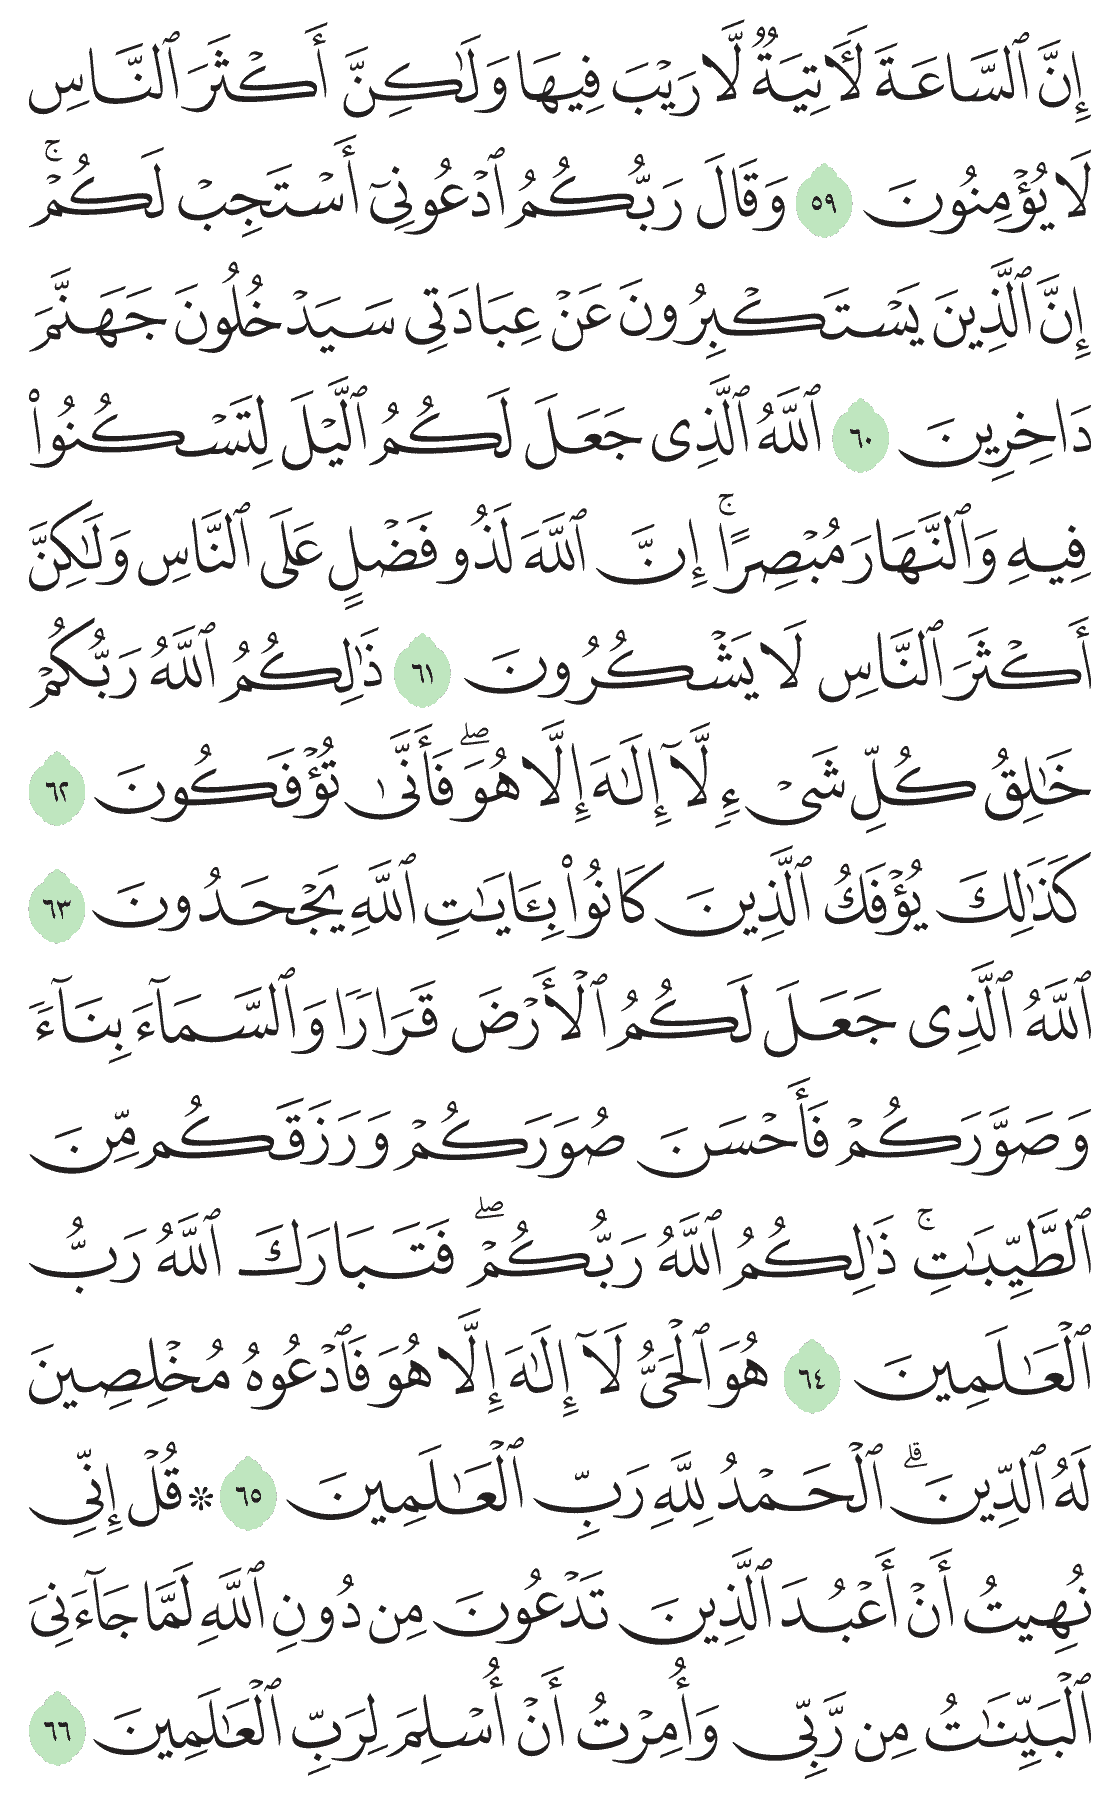 إِنَّ ٱلسَّاعَةَ لَـَٔاتِيَةٌ لَّا رَيْبَ فِيهَا وَلَٰكِنَّ أَكْثَرَ ٱلنَّاسِ
لَا يُؤْمِنُونَ ٥٩ وَقَالَ رَبُّكُمُ ٱدْعُونِىٓ أَسْتَجِبْ لَكُمْ ۚ
إِنَّ ٱلَّذِينَ يَسْتَكْبِرُونَ عَنْ عِبَادَتِى سَيَدْخُلُونَ جَهَنَّمَ
دَاخِرِينَ ٦٠ ٱللَّهُ ٱلَّذِى جَعَلَ لَكُمُ ٱلَّيْلَ لِتَسْكُنُوا۟
فِيهِ وَٱلنَّهَارَ مُبْصِرًا ۚ إِنَّ ٱللَّهَ لَذُو فَضْلٍ عَلَى ٱلنَّاسِ وَلَٰكِنَّ
أَكْثَرَ ٱلنَّاسِ لَا يَشْكُرُونَ ٦١ ذَٰلِكُمُ ٱللَّهُ رَبُّكُمْ
خَٰلِقُ كُلِّ شَىْءٍ لَّآ إِلَٰهَ إِلَّا هُوَ ۖ فَأَنَّىٰ تُؤْفَكُونَ ٦٢
كَذَٰلِكَ يُؤْفَكُ ٱلَّذِينَ كَانُوا۟ بِـَٔايَٰتِ ٱللَّهِ يَجْحَدُونَ ٦٣
ٱللَّهُ ٱلَّذِى جَعَلَ لَكُمُ ٱلْأَرْضَ قَرَارًا وَٱلسَّمَآءَ بِنَآءً
وَصَوَّرَكُمْ فَأَحْسَنَ صُوَرَكُمْ وَرَزَقَكُم مِّنَ
ٱلطَّيِّبَٰتِ ۚ ذَٰلِكُمُ ٱللَّهُ رَبُّكُمْ ۖ فَتَبَارَكَ ٱللَّهُ رَبُّ
ٱلْعَٰلَمِينَ ٦٤ هُوَ ٱلْحَىُّ لَآ إِلَٰهَ إِلَّا هُوَ فَٱدْعُوهُ مُخْلِصِينَ
لَهُ ٱلدِّينَ ۗ ٱلْحَمْدُ لِلَّهِ رَبِّ ٱلْعَٰلَمِينَ ٦٥ ۞ قُلْ إِنِّى
نُهِيتُ أَنْ أَعْبُدَ ٱلَّذِينَ تَدْعُونَ مِن دُونِ ٱللَّهِ لَمَّا جَآءَنِىَ
ٱلْبَيِّنَٰتُ مِن رَّبِّى وَأُمِرْتُ أَنْ أُسْلِمَ لِرَبِّ ٱلْعَٰلَمِينَ ٦٦